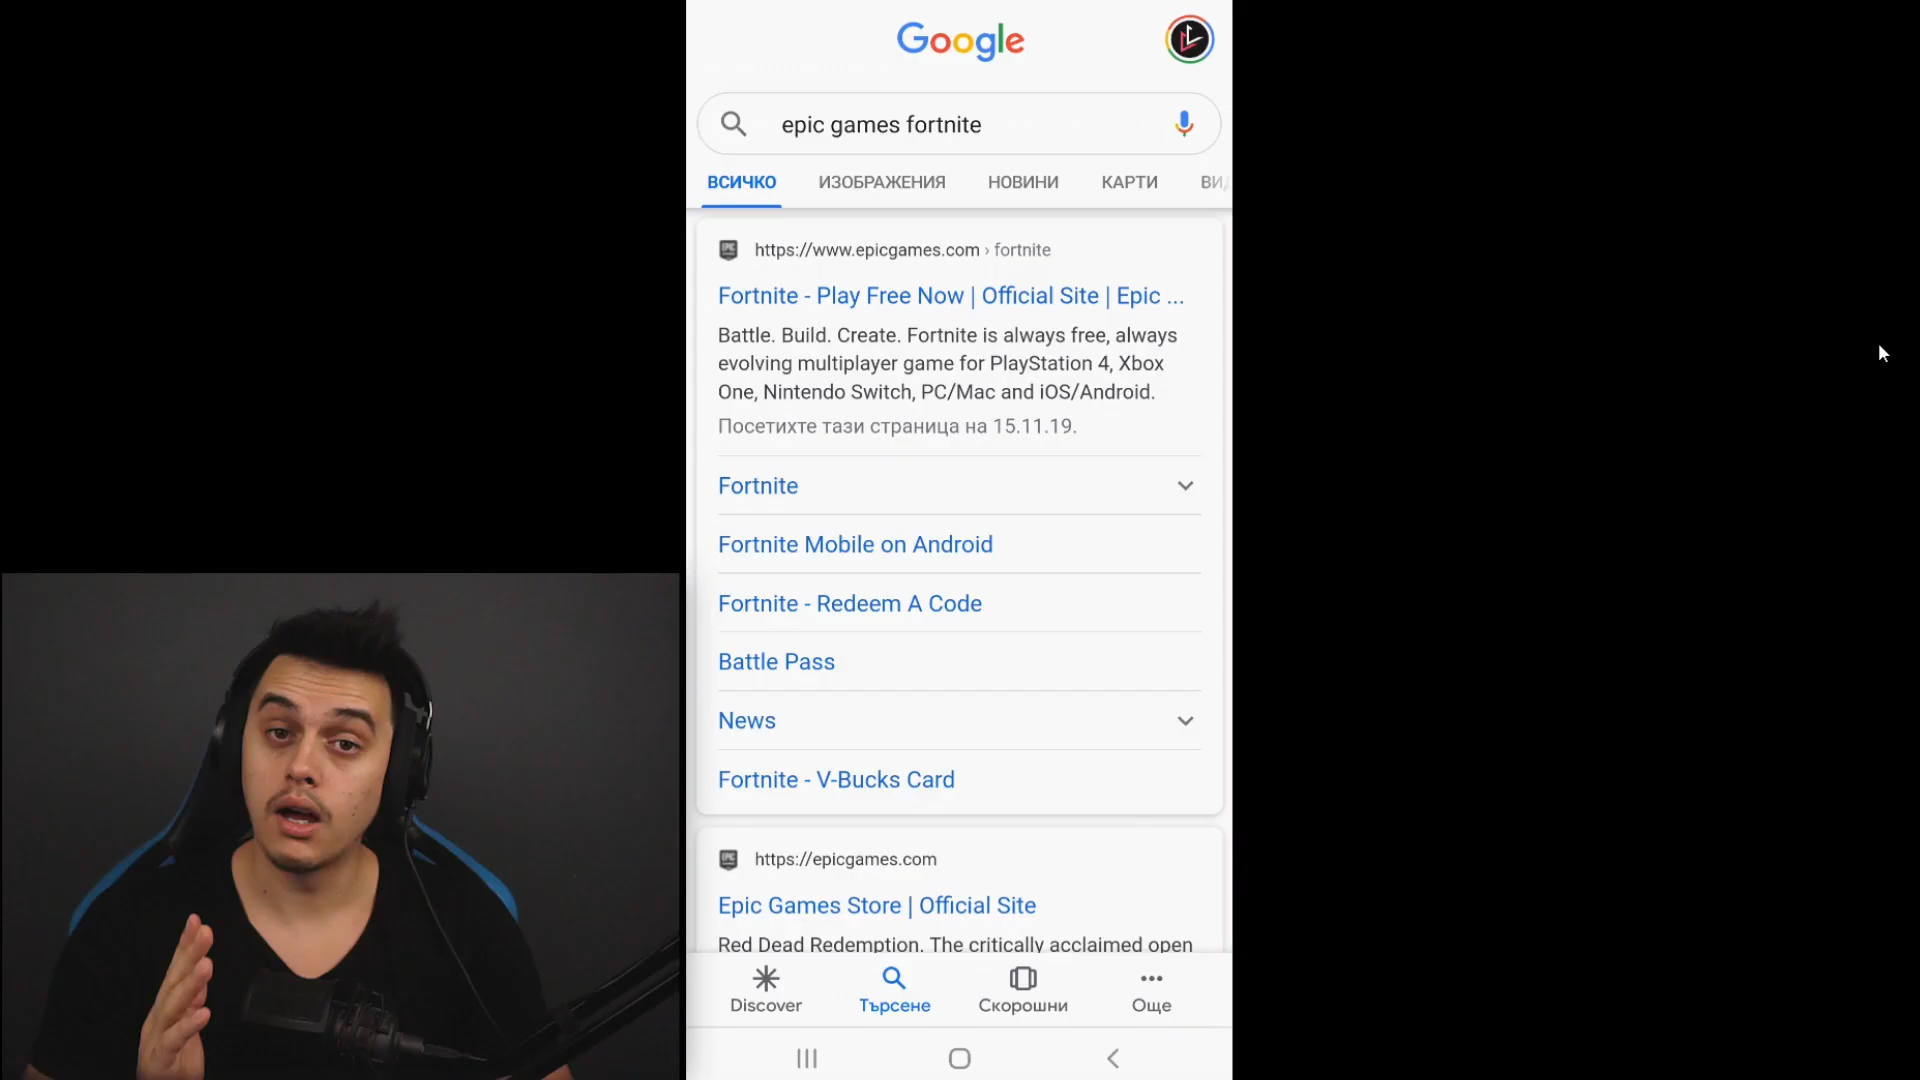 Google
epic games fortnite
ВСИЧКО ИЗОБРАЖЕНИЯ НОВИНИ КАРТИ
https://www.epicgames.com › fortnite
Fortnite - Play Free Now | Official Site | Epic ...
Battle. Build. Create. Fortnite is always free, always
evolving multiplayer game for PlayStation 4, Xbox
One, Nintendo Switch, PC/Mac and iOS/Android.
Посетихте тази страница на 15.11.19.
Fortnite
Fortnite Mobile on Android
Fortnite - Redeem A Code
Battle Pass
News
Fortnite - V-Bucks Card
https://epicgames.com
Epic Games Store | Official Site
Red Dead Redemption. The critically acclaimed open
Discover Търсене Скорошни Още